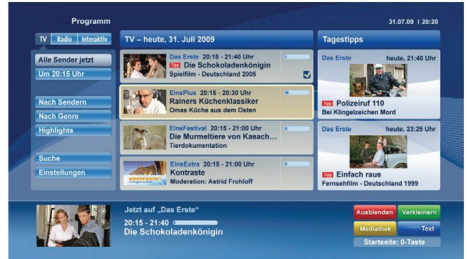 Programm
31.07.09 | 20:20
TV Radio Interaktiv
Alle Sender jetzt
Um 20:15 Uhr
Nach Sendern
Nach Genre
Highlights
Suche
Einstellungen
TV – heute, 31. Juli 2009
Das Erste 20:15 - 21:40 Uhr
Tipp Die Schokoladenkönigin
Spielfilm - Deutschland 2005
EinsPlus 20:15 - 20:30 Uhr
Rainers Küchenklassiker
Omas Küche aus dem Osten
EinsFestival 20:15 - 21:00 Uhr
Die Murmeltiere von Kasach...
Tierdokumentation
EinsExtra 20:15 - 21:00 Uhr
Kontraste
Moderation: Astrid Frohloff
Tagestipps
Das Erste heute, 21:40 Uhr
Tipp Polizeiruf 110
Bei Klingelzeichen Mord
Das Erste heute, 23:25 Uhr
Tipp Einfach raus
Fernsehfilm - Deutschland 1999
Jetzt auf „Das Erste"
20:15 - 21:40
Die Schokoladenkönigin
Ausblenden Verkleinern
Mediathek Text
Startseite: 0-Taste